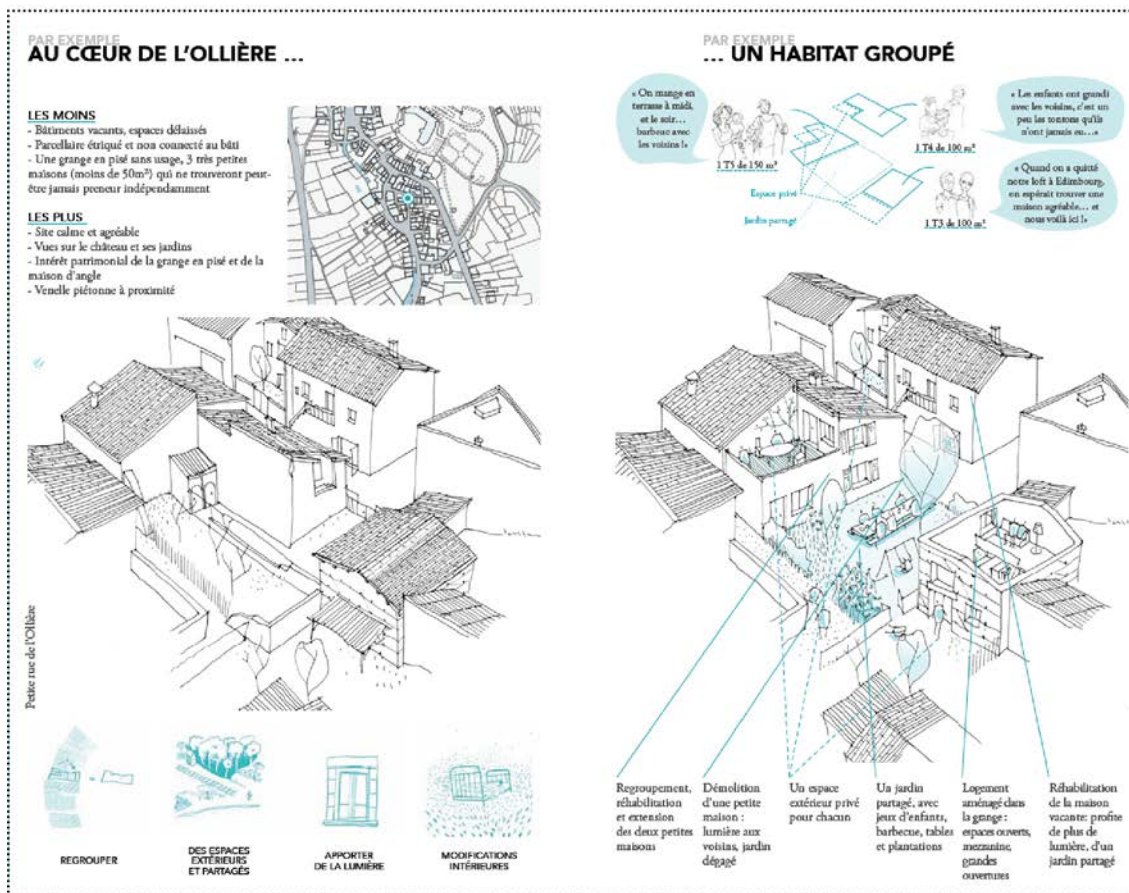 PAR EXEMPLE
AU CŒUR DE L'OLLIÈRE ...
LES MOINS
- Bâtiments vacants, espaces délaissés
- Parcellaire étriqué et non connecté au bâti
- Une grange en pisé sans usage, 3 très petites
maisons (moins de 50m²) qui ne trouveront peut-
être jamais preneur indépendamment
LES PLUS
- Site calme et agréable
- Vues sur le château et ses jardins
- Intérêt patrimonial de la grange en pisé et de la
maison d'angle
- Venelle piétonne à proximité
Petite rue de l'Ollière
REGROUPER
DES ESPACES
EXTÉRIEURS
ET PARTAGÉS
APPORTER
DE LA LUMIÈRE
MODIFICATIONS
INTÉRIEURES
PAR EXEMPLE
... UN HABITAT GROUPÉ
« On mange en
terrasse à midi,
et le soir...
barbeuc avec
les voisins !»
1 T5 de 150 m²
Espace privé
Jardin partagé
« Les enfants ont grandi
avec les voisins, c'est un
peu les tontons qu'ils
n'ont jamais eu...»
1 T4 de 100 m²
« Quand on a quitté
notre loft à Edimbourg,
on espérait trouver une
maison agréable... et
nous voilà ici !»
1 T3 de 100 m²
Regroupement,
réhabilitation
et extension
des deux petites
maisons
Démolition
d'une petite
maison :
lumière aux
voisins, jardin
dégagé
Un espace
extérieur privé
pour chacun
Un jardin
partagé, avec
jeux d'enfants,
barbecue, tables
et plantations
Logement
aménagé dans
la grange :
espaces ouverts,
mezzanine,
grandes
ouvertures
Réhabilitation
de la maison
vacante: profite
de plus de
lumière, d'un
jardin partagé